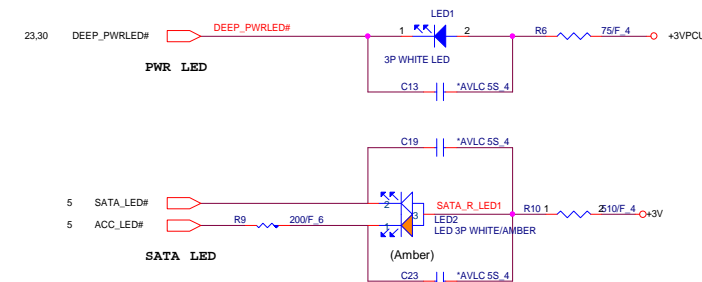 LED1
23,30 DEEP_PWRLED# DEEP_PWRLED# 1 2 R6 75/F_4 +3VPCU
PWR LED 3P WHITE LED
C13 *AVLC 5S_4
C19 *AVLC 5S_4
5 SATA_LED# 2 SATA_R_LED1 R10 1 2 510/F_4 +3V
3
5 ACC_LED# R9 200/F_6 1 LED2
LED 3P WHITE/AMBER
SATA LED (Amber)
C23 *AVLC 5S_4